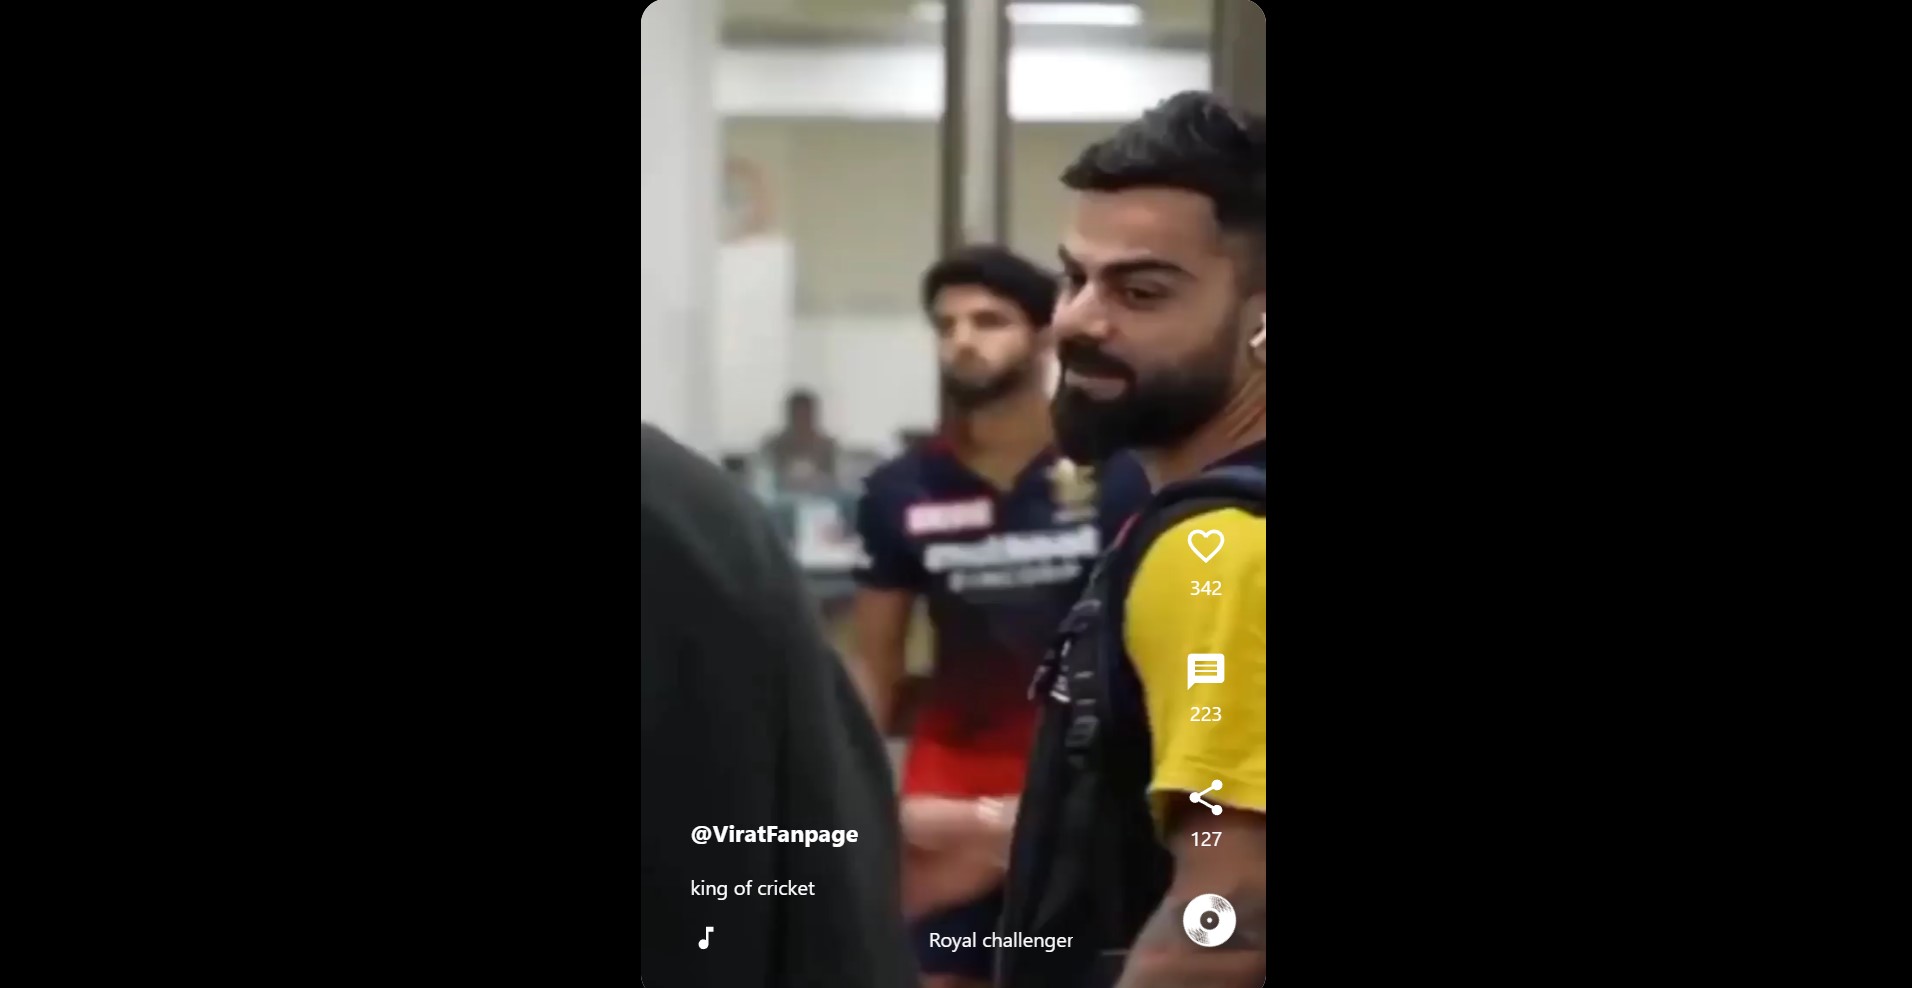 342
223
127
@ViratFanpage
king of cricket
Royal challenger